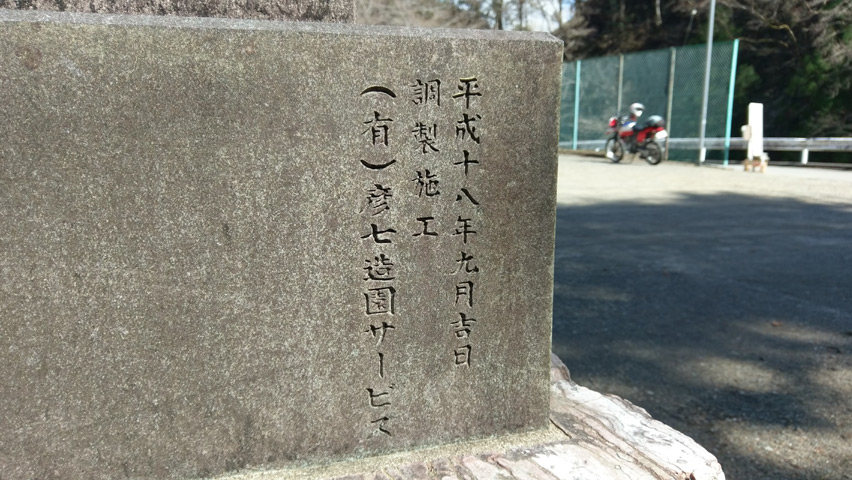 平成十八年九月吉日
調製施工
(有)彦七造園サービス